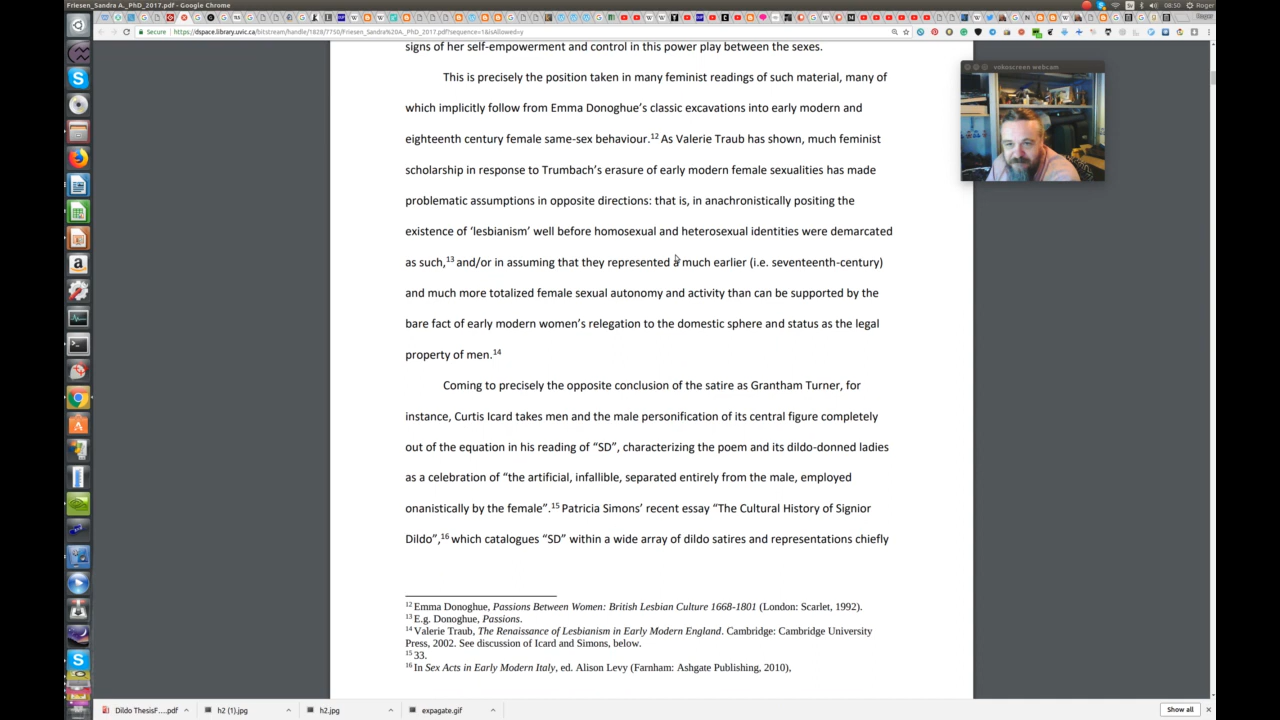 Friesen_Sandra A._PhD_2017.pdf - Google Chrome
08:50 Roger
Roger
Secure https://dspace.library.uvic.ca/bitstream/handle/1828/7750/Friesen_Sandra%20A._PhD_2017.pdf?sequence=1&isAllowed=y
vokoscreen webcam
signs of her self-empowerment and control in this power play between the sexes.
This is precisely the position taken in many feminist readings of such material, many of
which implicitly follow from Emma Donoghue’s classic excavations into early modern and
eighteenth century female same-sex behaviour.12 As Valerie Traub has shown, much feminist
scholarship in response to Trumbach’s erasure of early modern female sexualities has made
problematic assumptions in opposite directions: that is, in anachronistically positing the
existence of ‘lesbianism’ well before homosexual and heterosexual identities were demarcated
as such,13 and/or in assuming that they represented a much earlier (i.e. seventeenth-century)
and much more totalized female sexual autonomy and activity than can be supported by the
bare fact of early modern women’s relegation to the domestic sphere and status as the legal
property of men.14
Coming to precisely the opposite conclusion of the satire as Grantham Turner, for
instance, Curtis Icard takes men and the male personification of its central figure completely
out of the equation in his reading of “SD”, characterizing the poem and its dildo-donned ladies
as a celebration of “the artificial, infallible, separated entirely from the male, employed
onanistically by the female”.15 Patricia Simons’ recent essay “The Cultural History of Signior
Dildo”,16 which catalogues “SD” within a wide array of dildo satires and representations chiefly
12 Emma Donoghue, Passions Between Women: British Lesbian Culture 1668-1801 (London: Scarlet, 1992).
13 E.g. Donoghue, Passions.
14 Valerie Traub, The Renaissance of Lesbianism in Early Modern England. Cambridge: Cambridge University
Press, 2002. See discussion of Icard and Simons, below.
15 33.
16 In Sex Acts in Early Modern Italy, ed. Alison Levy (Farnham: Ashgate Publishing, 2010),
Dildo ThesisF....pdf h2 (1).jpg h2.jpg expagate.gif Show all